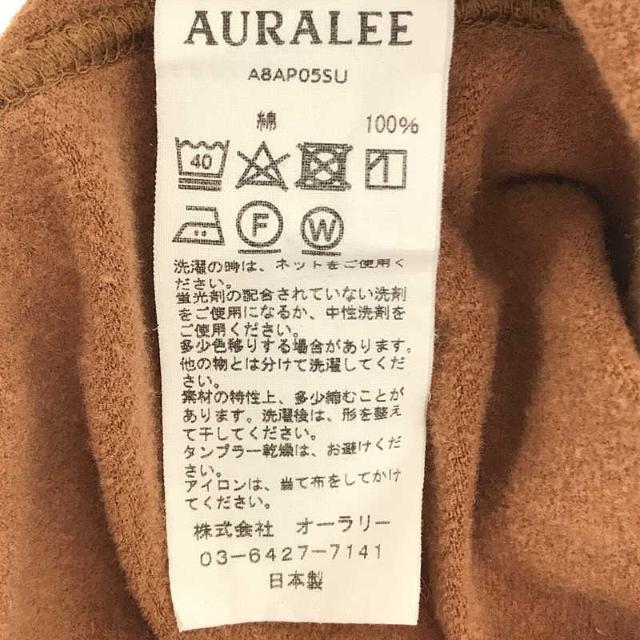 AURALEE
A8AP05SU
綿 100%
40
F W
洗濯の時は、ネットをご使用く
ださい。
蛍光剤の配合されていない洗剤
をご使用になるか、中性洗剤を
ご使用ください。
多少色移りする場合があります。
他の物とは分けて洗濯してくだ
さい。
素材の特性上、多少縮むことが
あります。洗濯後は、形を整え
て干してください。
タンブラー乾燥は、お避けくだ
さい。
アイロンは、当て布をしてかけ
てください。
株式会社 オーラリー
03-6427-7141
日本製